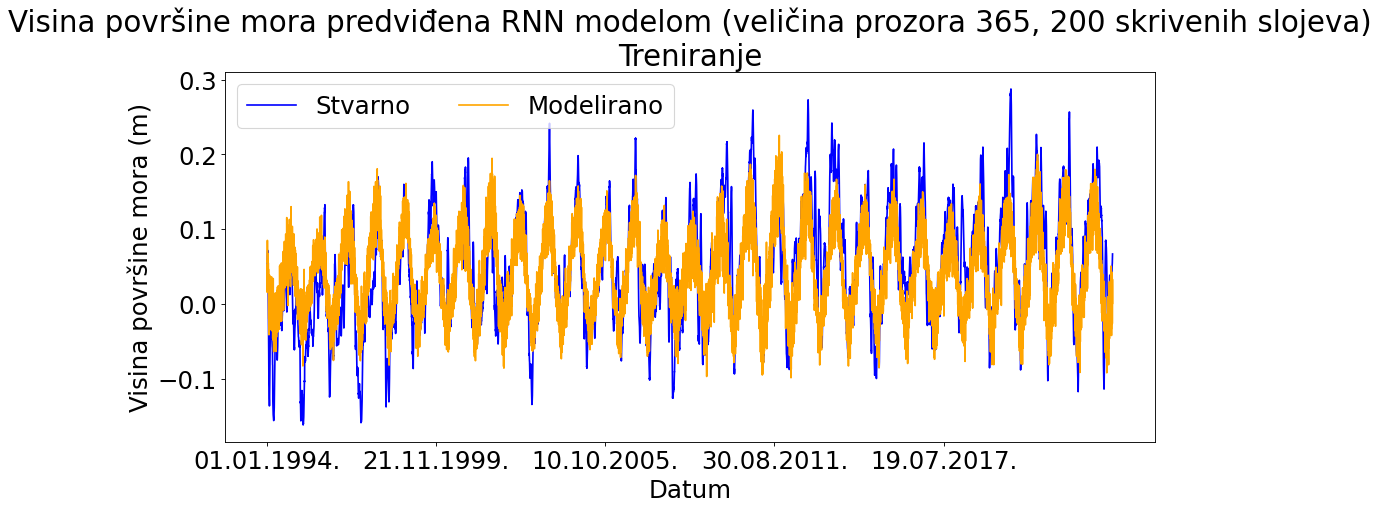 Visina površine mora predviđena RNN modelom (veličina prozora 365, 200 skrivenih slojeva)
Treniranje
Stvarno
Modelirano
Visina površine mora (m)
0.3
0.2
0.1
0.0
−0.1
01.01.1994.
21.11.1999.
10.10.2005.
30.08.2011.
19.07.2017.
Datum